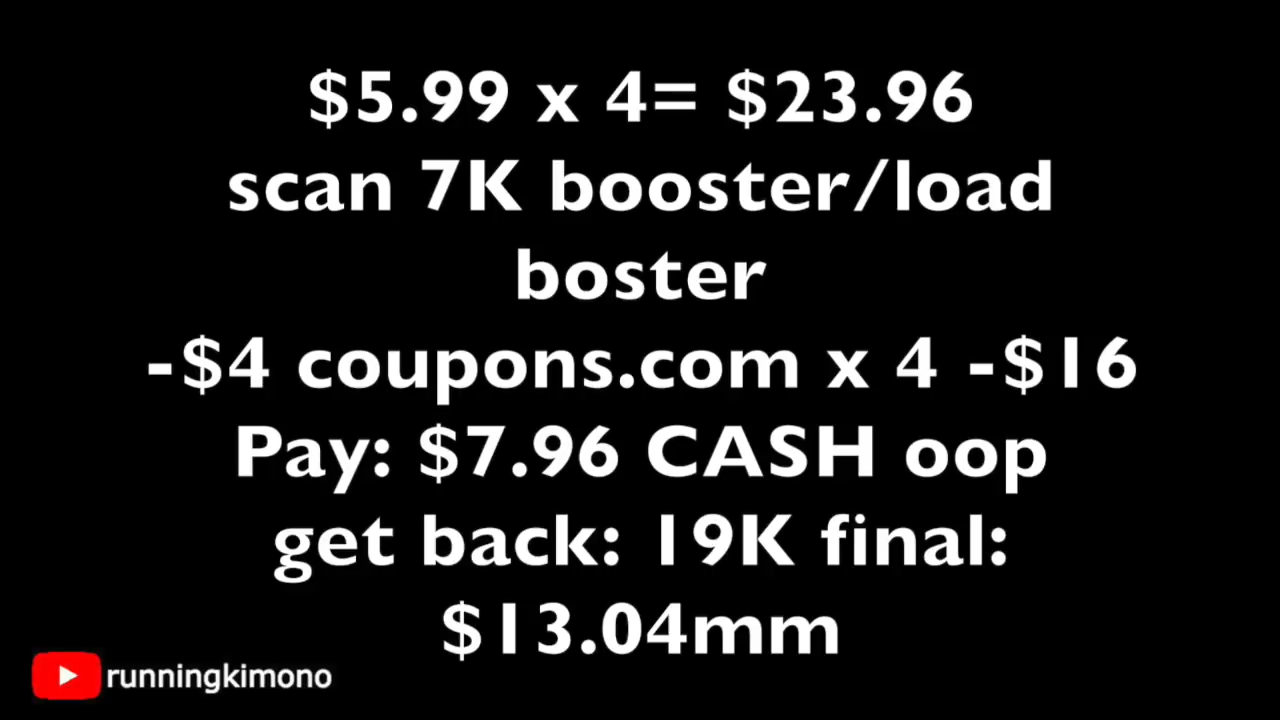 $5.99 x 4= $23.96
scan 7K booster/load
boster
-$4 coupons.com x 4 -$16
Pay: $7.96 CASH oop
get back: 19K final:
$13.04mm
runningkimono